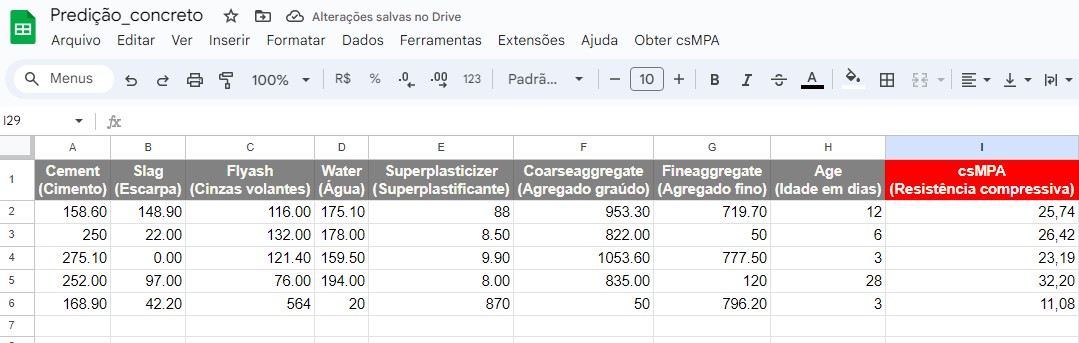 Predição_concreto Alterações salvas no Drive
Arquivo Editar Ver Inserir Formatar Dados Ferramentas Extensões Ajuda Obter csMPA
Menus 100% R$ % .0 .00 123 Padrã... − 10 + B I S A
I29 fx
A B C D E F G H I
1 Cement Slag Flyash Water Superplasticizer Coarseaggregate Fineaggregate Age csMPA
(Cimento) (Escarpa) (Cinzas volantes) (Água) (Superplastificante) (Agregado graúdo) (Agregado fino) (Idade em dias) (Resistência compressiva)
2 158.60 148.90 116.00 175.10 88 953.30 719.70 12 25,74
3 250 22.00 132.00 178.00 8.50 822.00 50 6 26,42
4 275.10 0.00 121.40 159.50 9.90 1053.60 777.50 3 23,19
5 252.00 97.00 76.00 194.00 8.00 835.00 120 28 32,20
6 168.90 42.20 564 20 870 50 796.20 3 11,08
7